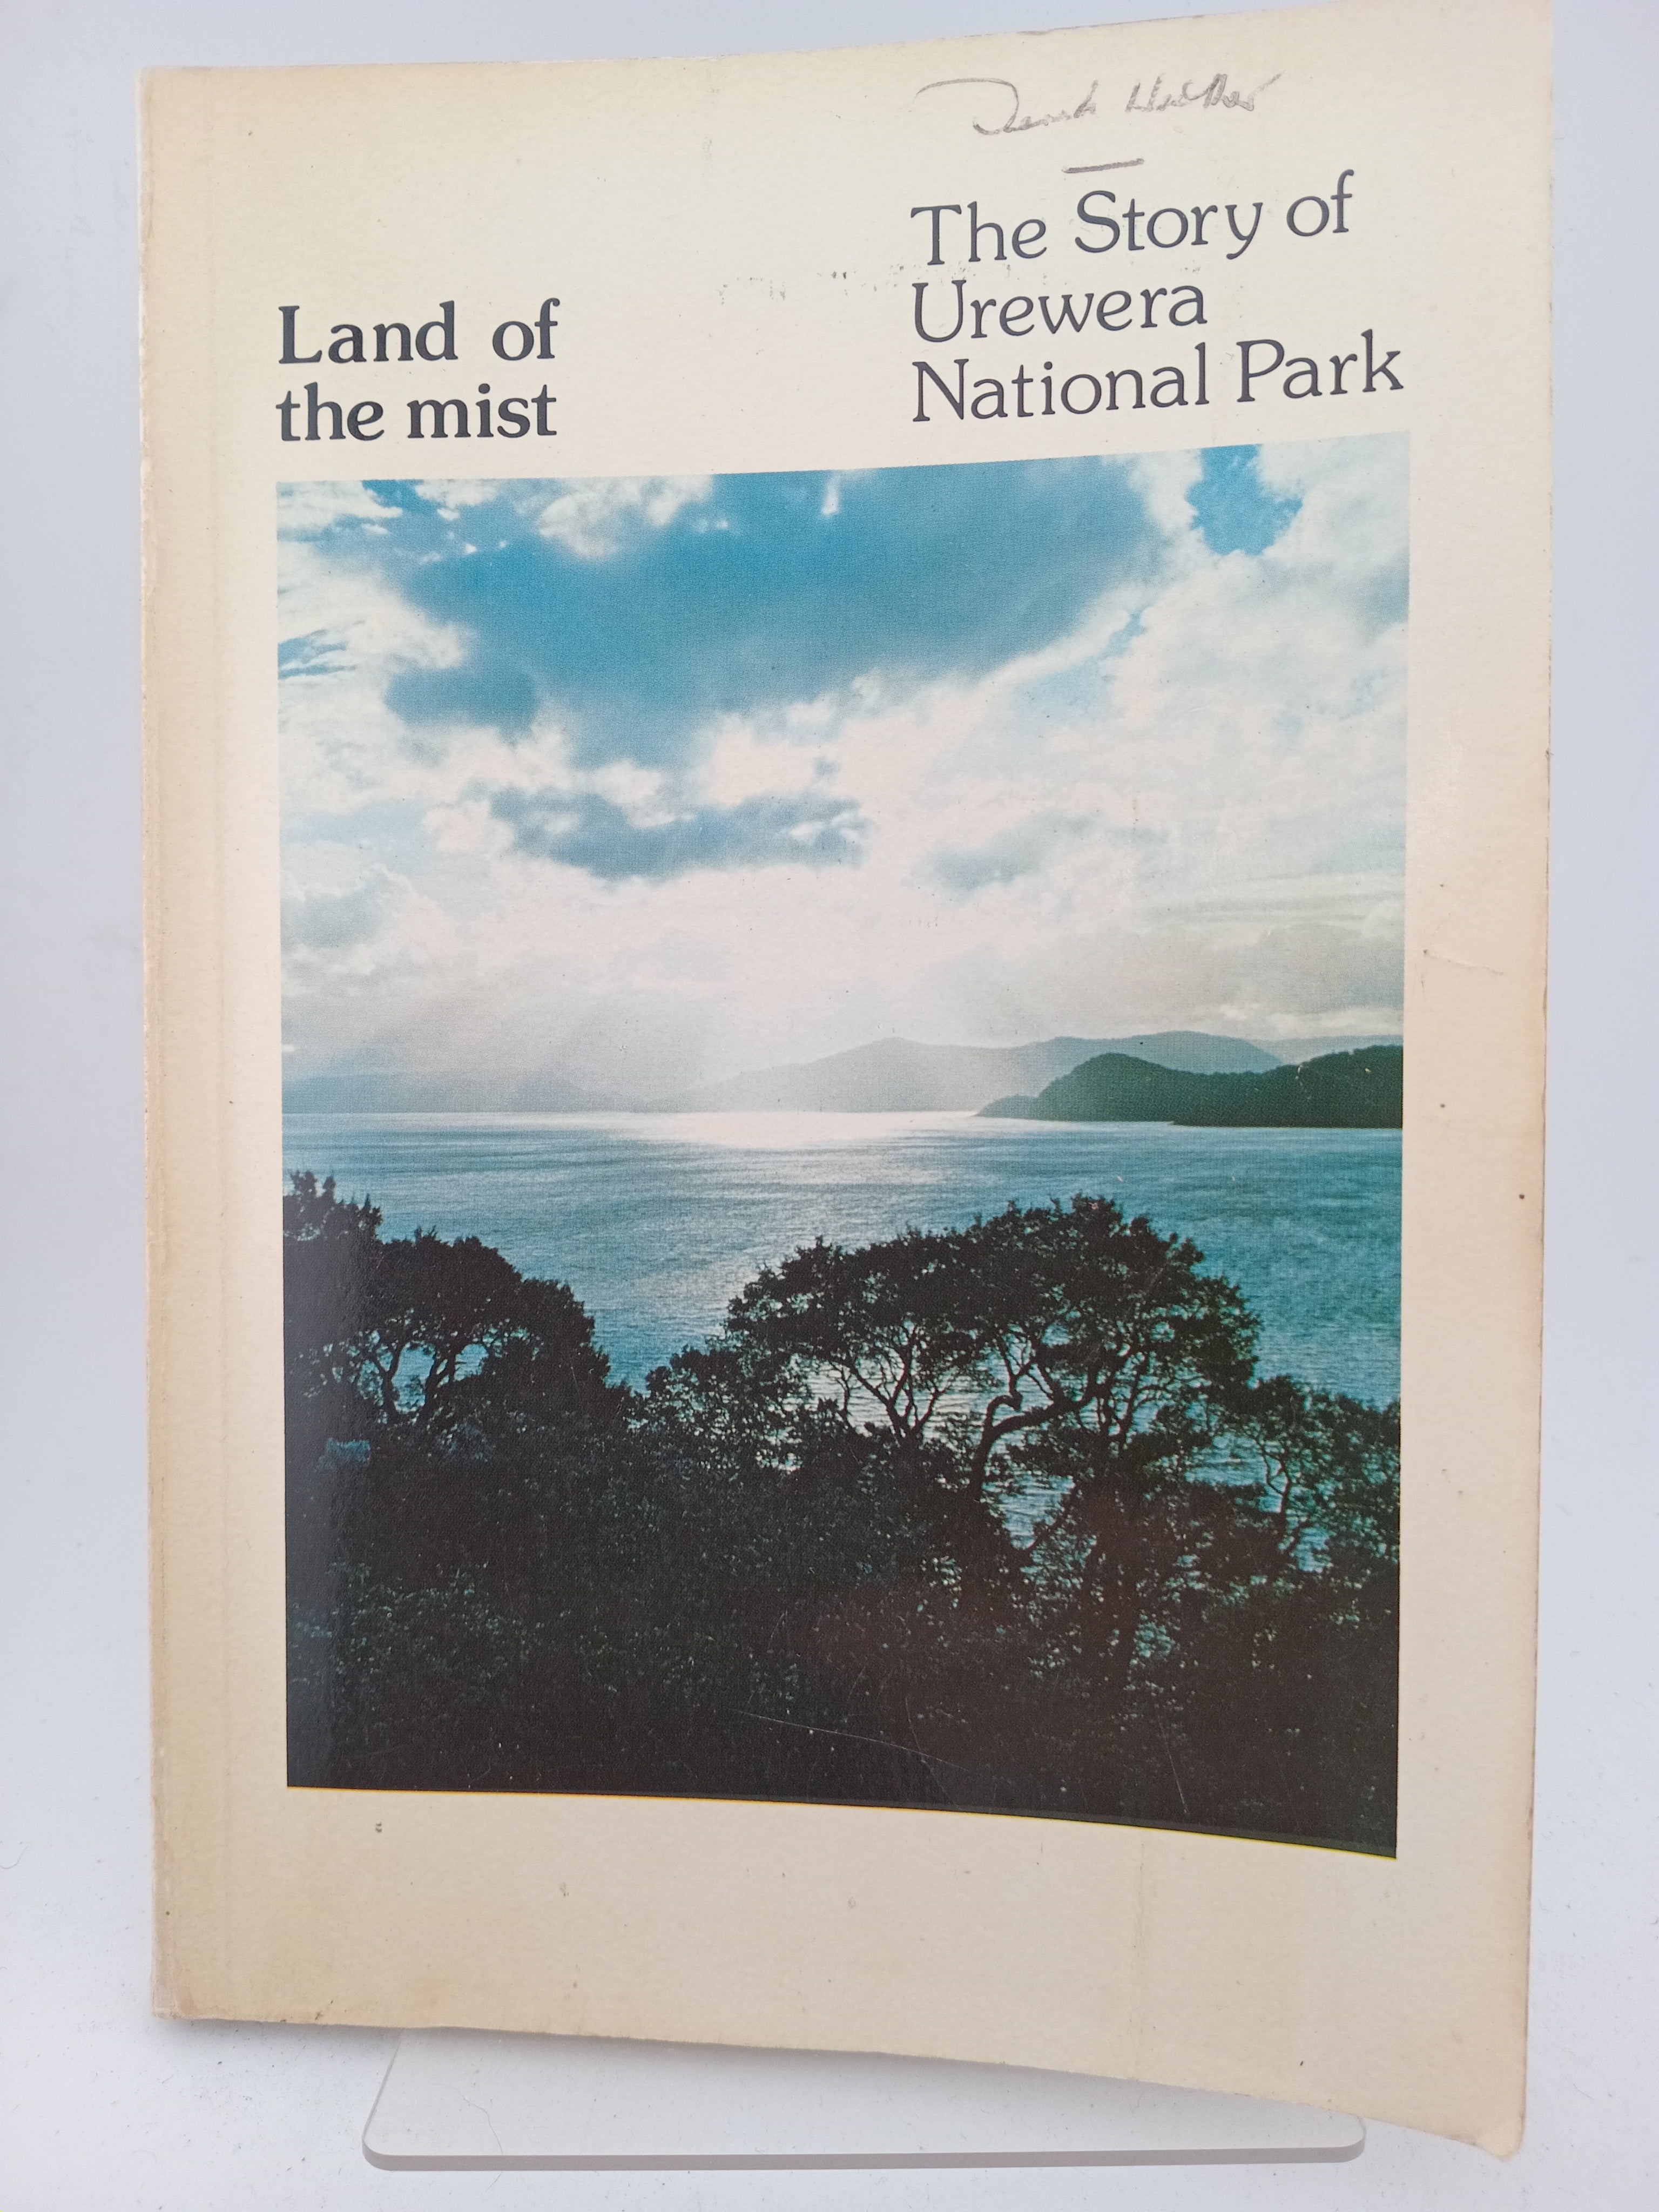 Land of
the mist
The Story of
Urewera
National Park